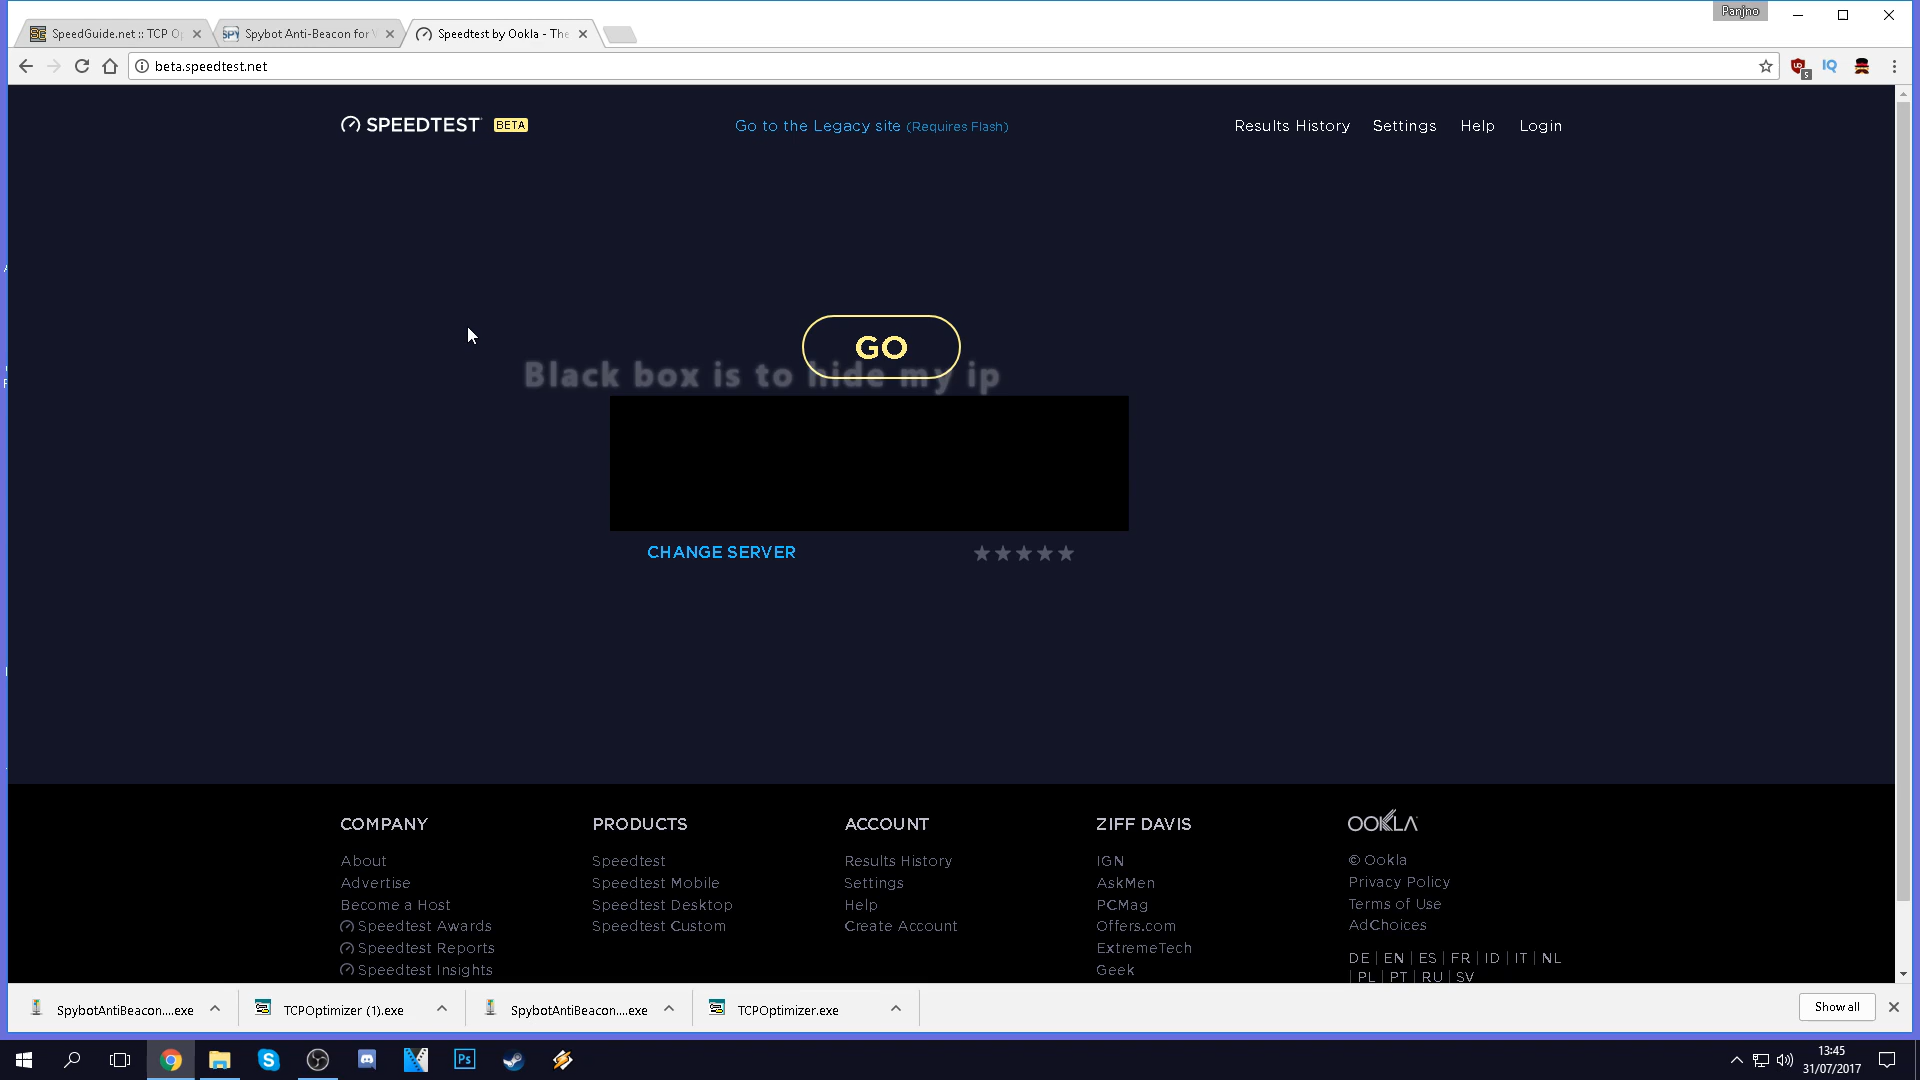 Panjno
SpeedGuide.net :: TCP O
Spybot Anti-Beacon for
Speedtest by Ookla - The
beta.speedtest.net
5
IQ
SPEEDTEST BETA
Go to the Legacy site (Requires Flash)
Results History Settings Help Login
GO
Black box is to hide my ip
CHANGE SERVER
COMPANY
About
Advertise
Become a Host
Speedtest Awards
Speedtest Reports
Speedtest Insights
PRODUCTS
Speedtest
Speedtest Mobile
Speedtest Desktop
Speedtest Custom
ACCOUNT
Results History
Settings
Help
Create Account
ZIFF DAVIS
IGN
AskMen
PCMag
Offers.com
ExtremeTech
Geek
OOKLA
© Ookla
Privacy Policy
Terms of Use
AdChoices
DE | EN | ES | FR | ID | IT | NL
| PL | PT | RU | SV
SpybotAntiBeacon....exe
TCPOptimizer (1).exe
SpybotAntiBeacon....exe
TCPOptimizer.exe
Show all
Ps
13:45
31/07/2017